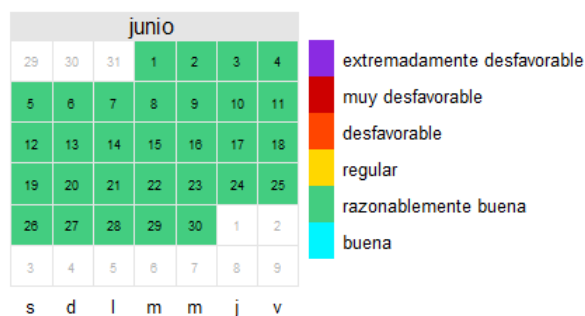 junio
29 30 31 1 2 3 4
5 6 7 8 9 10 11
12 13 14 15 16 17 18
19 20 21 22 23 24 25
26 27 28 29 30 1 2
3 4 5 6 7 8 9
s d l m m j v
extremadamente desfavorable
muy desfavorable
desfavorable
regular
razonablemente buena
buena